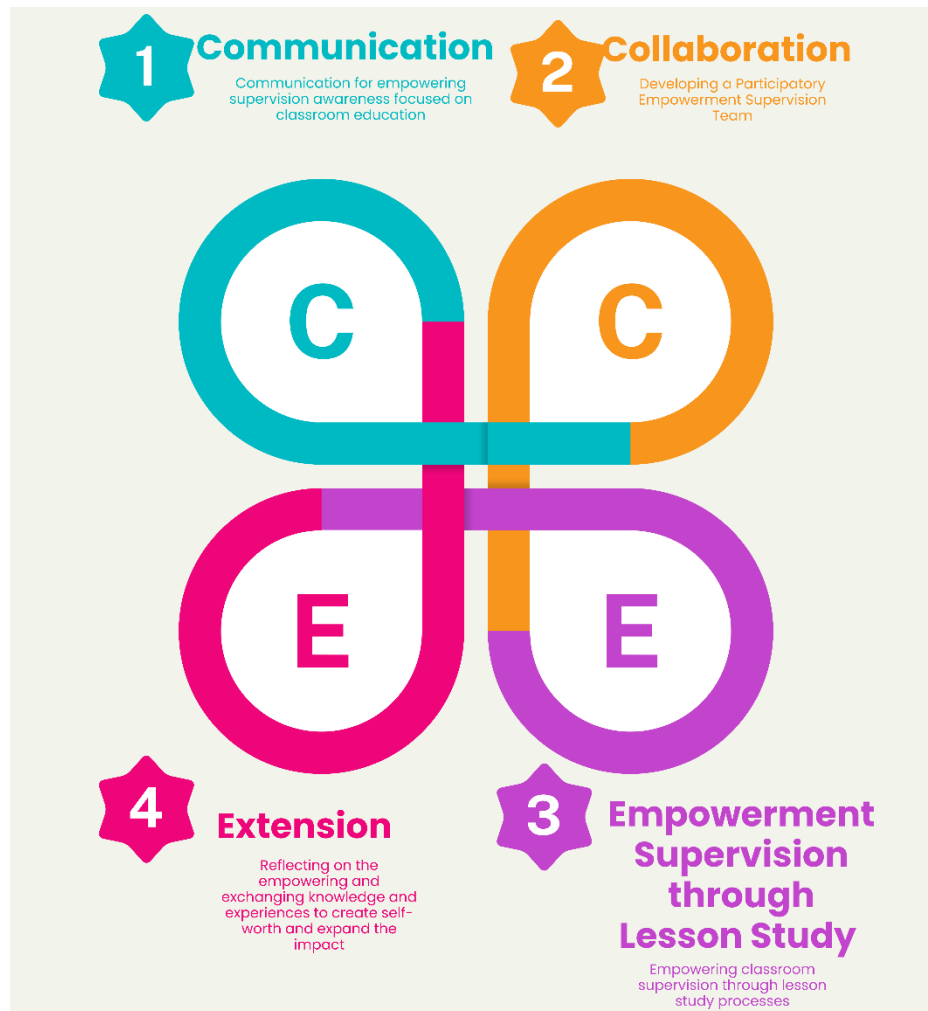 1
Communication
Communication for empowering
supervision awareness focused on
classroom education
2
Collaboration
Developing a Participatory
Empowerment Supervision
Team
C
C
E
E
4
Extension
Reflecting on the
empowering and
exchanging knowledge and
experiences to create self-
worth and expand the
impact
3
Empowerment
Supervision
through
Lesson Study
Empowering classroom
supervision through lesson
study processes